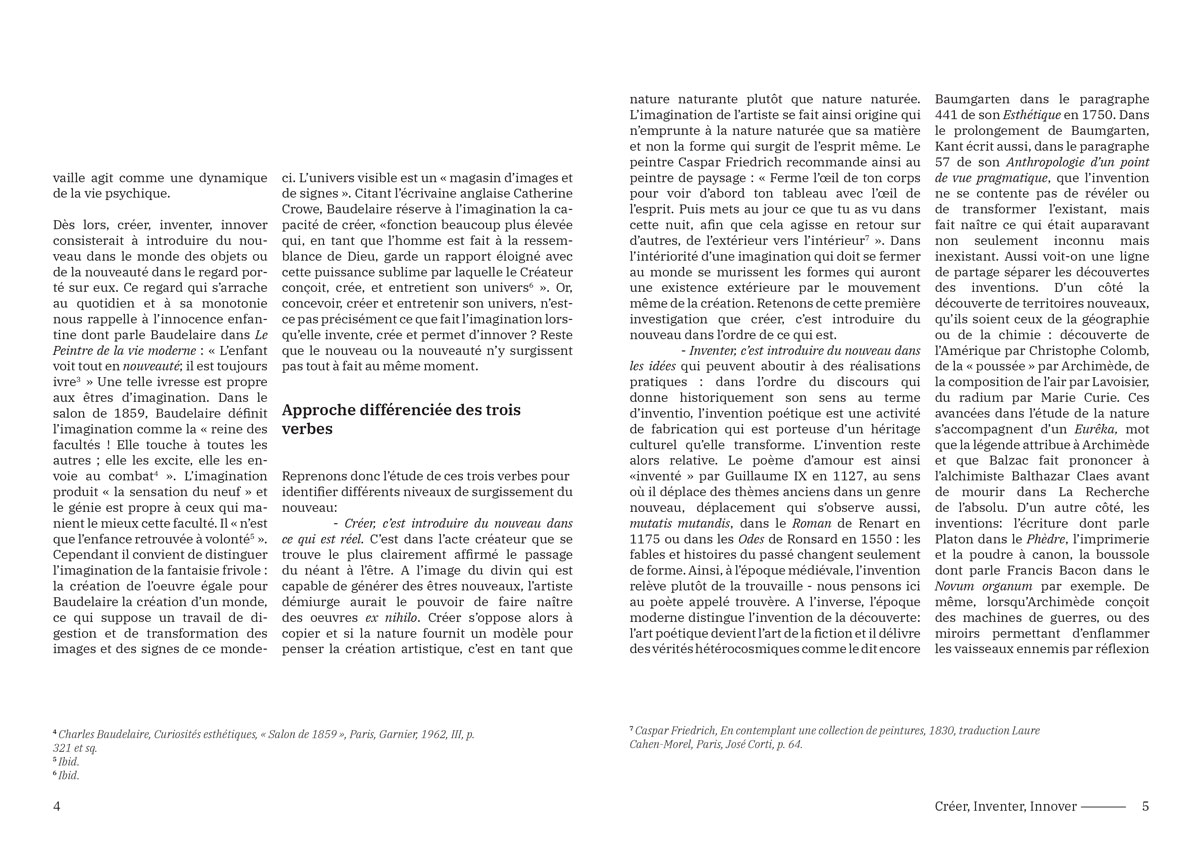 vaille agit comme une dynamique
de la vie psychique.
Dès lors, créer, inventer, innover
consisterait à introduire du nou-
veau dans le monde des objets ou
de la nouveauté dans le regard por-
té sur eux. Ce regard qui s’arrache
au quotidien et à sa monotonie
nous rappelle à l’innocence enfan-
tine dont parle Baudelaire dans Le
Peintre de la vie moderne : « L’enfant
voit tout en nouveauté; il est toujours
ivre³ » Une telle ivresse est propre
aux êtres d’imagination. Dans le
salon de 1859, Baudelaire définit
l’imagination comme la « reine des
facultés ! Elle touche à toutes les
autres ; elle les excite, elle les en-
voie au combat⁴ ». L’imagination
produit « la sensation du neuf » et
le génie est propre à ceux qui ma-
nient le mieux cette faculté. Il « n’est
que l’enfance retrouvée à volonté⁵ ».
Cependant il convient de distinguer
l’imagination de la fantaisie frivole :
la création de l’oeuvre égale pour
Baudelaire la création d’un monde,
ce qui suppose un travail de di-
gestion et de transformation des
images et des signes de ce monde-
ci. L’univers visible est un « magasin d’images et
de signes ». Citant l’écrivaine anglaise Catherine
Crowe, Baudelaire réserve à l’imagination la ca-
pacité de créer, «fonction beaucoup plus élevée
qui, en tant que l’homme est fait à la ressem-
blance de Dieu, garde un rapport éloigné avec
cette puissance sublime par laquelle le Créateur
conçoit, crée, et entretient son univers⁶ ». Or,
concevoir, créer et entretenir son univers, n’est-
ce pas précisément ce que fait l’imagination lors-
qu’elle invente, crée et permet d’innover ? Reste
que le nouveau ou la nouveauté n’y surgissent
pas tout à fait au même moment.
Approche différenciée des trois
verbes
Reprenons donc l’étude de ces trois verbes pour
identifier différents niveaux de surgissement du
nouveau:
- Créer, c’est introduire du nouveau dans
ce qui est réel. C’est dans l’acte créateur que se
trouve le plus clairement affirmé le passage
du néant à l’être. A l’image du divin qui est
capable de générer des êtres nouveaux, l’artiste
démiurge aurait le pouvoir de faire naître
des oeuvres ex nihilo. Créer s’oppose alors à
copier et si la nature fournit un modèle pour
penser la création artistique, c’est en tant que
⁴ Charles Baudelaire, Curiosités esthétiques, « Salon de 1859 », Paris, Garnier, 1962, III, p.
321 et sq.
⁵ Ibid.
⁶ Ibid.
4
nature naturante plutôt que nature naturée.
L’imagination de l’artiste se fait ainsi origine qui
n’emprunte à la nature naturée que sa matière
et non la forme qui surgit de l’esprit même. Le
peintre Caspar Friedrich recommande ainsi au
peintre de paysage : « Ferme l’œil de ton corps
pour voir d’abord ton tableau avec l’œil de
l’esprit. Puis mets au jour ce que tu as vu dans
cette nuit, afin que cela agisse en retour sur
d’autres, de l’extérieur vers l’intérieur⁷ ». Dans
l’intériorité d’une imagination qui doit se fermer
au monde se murissent les formes qui auront
une existence extérieure par le mouvement
même de la création. Retenons de cette première
investigation que créer, c’est introduire du
nouveau dans l’ordre de ce qui est.
- Inventer, c’est introduire du nouveau dans
les idées qui peuvent aboutir à des réalisations
pratiques : dans l’ordre du discours qui
donne historiquement son sens au terme
d’inventio, l’invention poétique est une activité
de fabrication qui est porteuse d’un héritage
culturel qu’elle transforme. L’invention reste
alors relative. Le poème d’amour est ainsi
«inventé » par Guillaume IX en 1127, au sens
où il déplace des thèmes anciens dans un genre
nouveau, déplacement qui s’observe aussi,
mutatis mutandis, dans le Roman de Renart en
1175 ou dans les Odes de Ronsard en 1550 : les
fables et histoires du passé changent seulement
de forme. Ainsi, à l’époque médiévale, l’invention
relève plutôt de la trouvaille - nous pensons ici
au poète appelé trouvère. A l’inverse, l’époque
moderne distingue l’invention de la découverte:
l’art poétique devient l’art de la fiction et il délivre
des vérités hétérocosmiques comme le dit encore
Baumgarten dans le paragraphe
441 de son Esthétique en 1750. Dans
le prolongement de Baumgarten,
Kant écrit aussi, dans le paragraphe
57 de son Anthropologie d’un point
de vue pragmatique, que l’invention
ne se contente pas de révéler ou
de transformer l’existant, mais
fait naître ce qui était auparavant
non seulement inconnu mais
inexistant. Aussi voit-on une ligne
de partage séparer les découvertes
des inventions. D’un côté la
découverte de territoires nouveaux,
qu’ils soient ceux de la géographie
ou de la chimie : découverte de
l’Amérique par Christophe Colomb,
de la « poussée » par Archimède, de
la composition de l’air par Lavoisier,
du radium par Marie Curie. Ces
avancées dans l’étude de la nature
s’accompagnent d’un Eurêka, mot
que la légende attribue à Archimède
et que Balzac fait prononcer à
l’alchimiste Balthazar Claes avant
de mourir dans La Recherche
de l’absolu. D’un autre côté, les
inventions: l’écriture dont parle
Platon dans le Phèdre, l’imprimerie
et la poudre à canon, la boussole
dont parle Francis Bacon dans le
Novum organum par exemple. De
même, lorsqu’Archimède conçoit
des machines de guerres, ou des
miroirs permettant d’enflammer
les vaisseaux ennemis par réflexion
⁷ Caspar Friedrich, En contemplant une collection de peintures, 1830, traduction Laure
Cahen-Morel, Paris, José Corti, p. 64.
Créer, Inventer, Innover 5